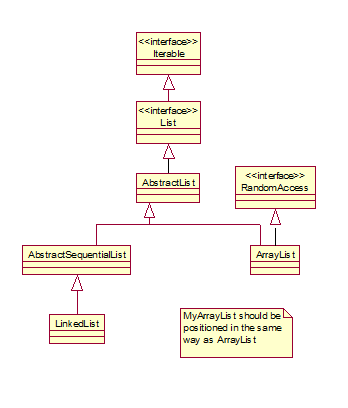 <<interface>>
Iterable
<<interface>>
List
AbstractList
<<interface>>
RandomAccess
AbstractSequentialList
ArrayList
LinkedList
MyArrayList should be
positioned in the same
way as ArrayList